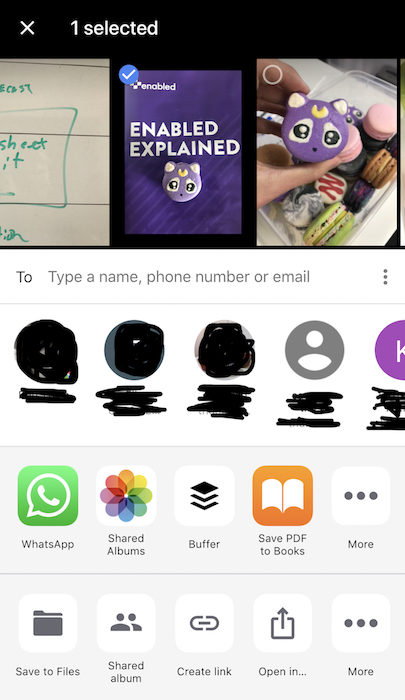 1 selected
ECAST
sheet
it
enabled
ENABLED
EXPLAINED
To
Type a name, phone number or email
K
WhatsApp
Shared
Albums
Buffer
Save PDF
to Books
More
Save to Files
Shared
album
Create link
Open in...
More